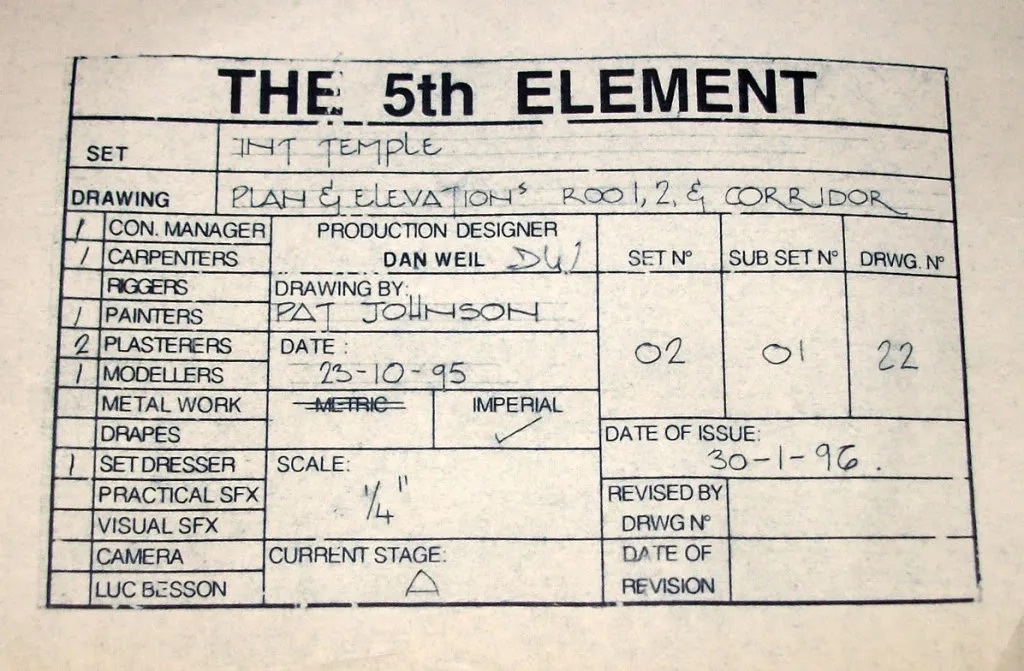 THE 5th ELEMENT
SET INT TEMPLE
DRAWING PLAN & ELEVATIONS ROO 1, 2, & CORRIDOR
1 CON. MANAGER
1 CARPENTERS
RIGGERS
1 PAINTERS
2 PLASTERERS
1 MODELLERS
METAL WORK
DRAPES
1 SET DRESSER
PRACTICAL SFX
VISUAL SFX
CAMERA
LUC BESSON
PRODUCTION DESIGNER
DAN WEIL DW
DRAWING BY:
PAT JOHNSON
DATE :
23-10-95
METRIC IMPERIAL
✓
SCALE:
1/4"
CURRENT STAGE:
△
SET Nº SUB SET Nº DRWG. Nº
02 01 22
DATE OF ISSUE:
30-1-96.
REVISED BY
DRWG Nº
DATE OF
REVISION